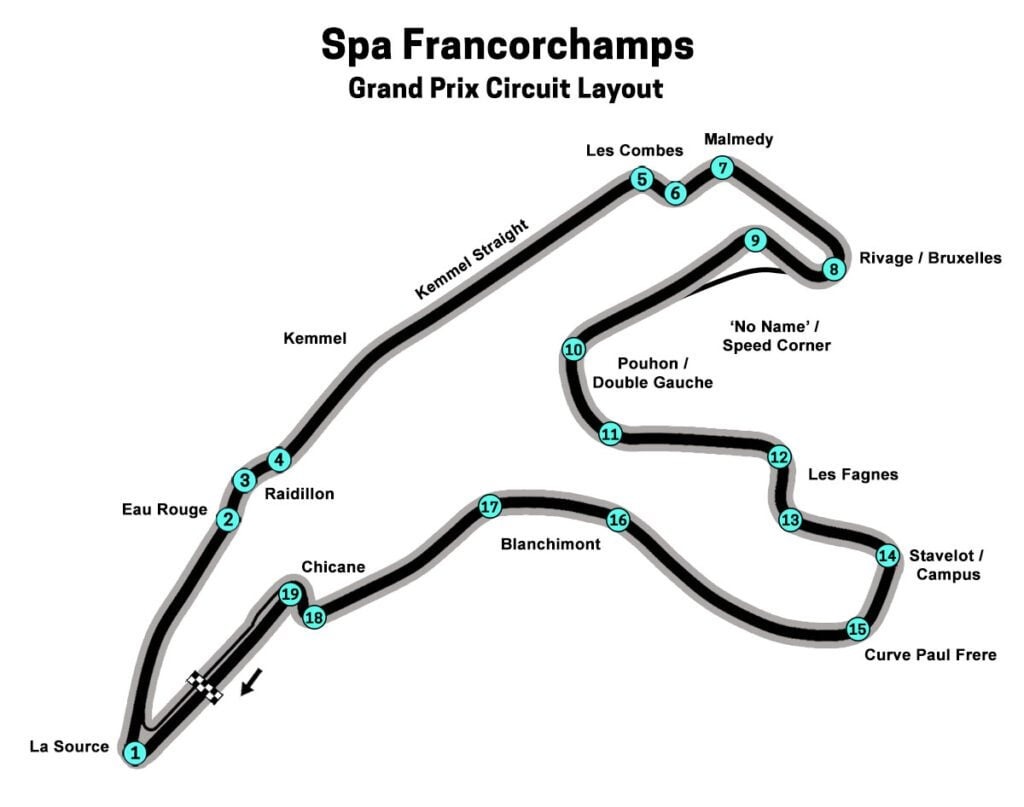 Spa Francorchamps
Grand Prix Circuit Layout
Malmedy
Les Combes
7
5
6
Kemmel Straight
9
Rivage / Bruxelles
8
'No Name' /
Speed Corner
Kemmel
10
Pouhon /
Double Gauche
11
12
4
Les Fagnes
3
Raidillon
Eau Rouge
2
17
16
13
Blanchimont
14
Stavelot /
Campus
Chicane
19
18
15
Curve Paul Frere
La Source
1